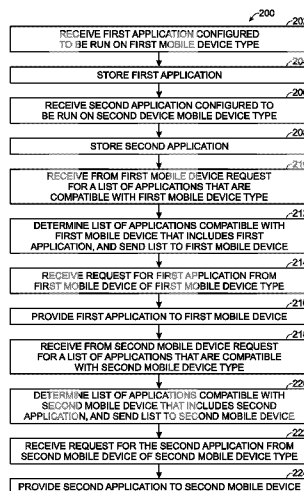 200
202
RECEIVE FIRST APPLICATION CONFIGURED
TO BE RUN ON FIRST MOBILE DEVICE TYPE
STORE FIRST APPLICATION
RECEIVE SECOND APPLICATION CONFIGURED TO
BE RUN ON SECOND DEVICE MOBILE DEVICE TYPE
208
STORE SECOND APPLICATION
RECEIVE FROM FIRST MOBILE DEVICE REQUEST
FOR A LIST OF APPLICATIONS THAT ARE
COMPATIBLE WITH FIRST MOBILE DEVICE TYPE
DETERMINE LIST OF APPLICATIONS COMPATIBLE WITH
FIRST MOBILE DEVICE THAT INCLUDES FIRST
APPLICATION, AND SEND LIST TO FIRST MOBILE DEVICE
RECEIVE REQUEST FOR FIRST APPLICATION FROM
FIRST MOBILE DEVICE OF FIRST MOBILE DEVICE TYPE
PROVIDE FIRST APPLICATION TO FIRST MOBILE DEVICE
RECEIVE FROM SECOND MOBILE DEVICE REQUEST
FOR A LIST OF APPLICATIONS THAT ARE COMPATIBLE
WITH SECOND MOBILE DEVICE TYPE
DETERMINE LIST OF APPLICATIONS COMPATIBLE WITH
SECOND MOBILE DEVICE THAT INCLUDES SECOND
APPLICATION, AND SEND LIST TO SECOND MOBILE DEVICE
RECEIVE REQUEST FOR THE SECOND APPLICATION FROM
SECOND MOBILE DEVICE OF SECOND MOBILE DEVICE TYPE
PROVIDE SECOND APPLICATION TO SECOND MOBILE DEVICE